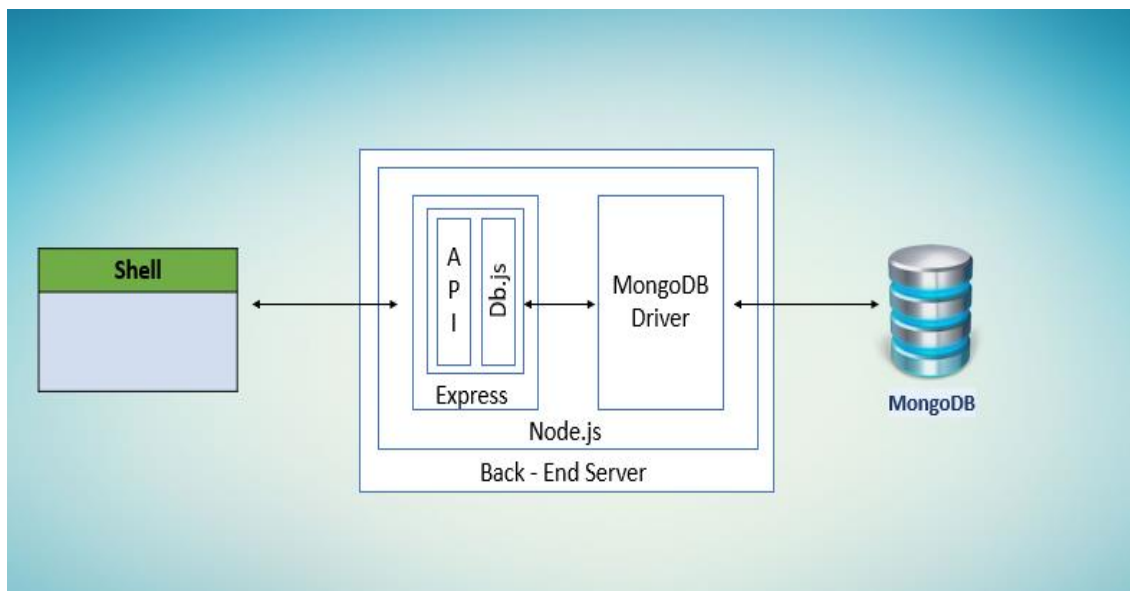 Shell
A
P
I
Db.js
Express
MongoDB
Driver
Node.js
Back - End Server
MongoDB